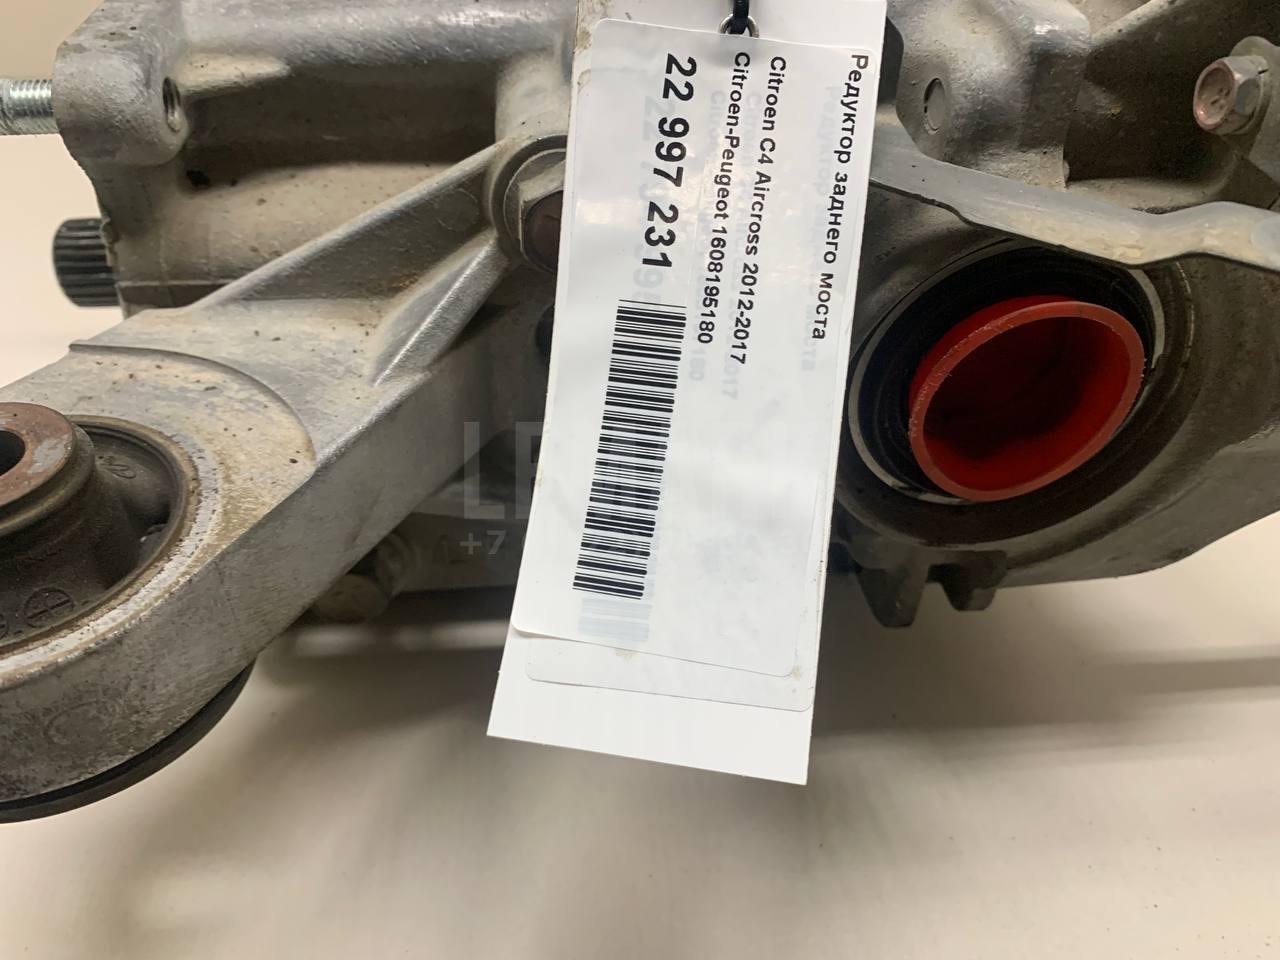 Редуктор заднего моста
Citroen C4 Aircross 2012-2017
Citroen-Peugeot 1608195180
22 997 231